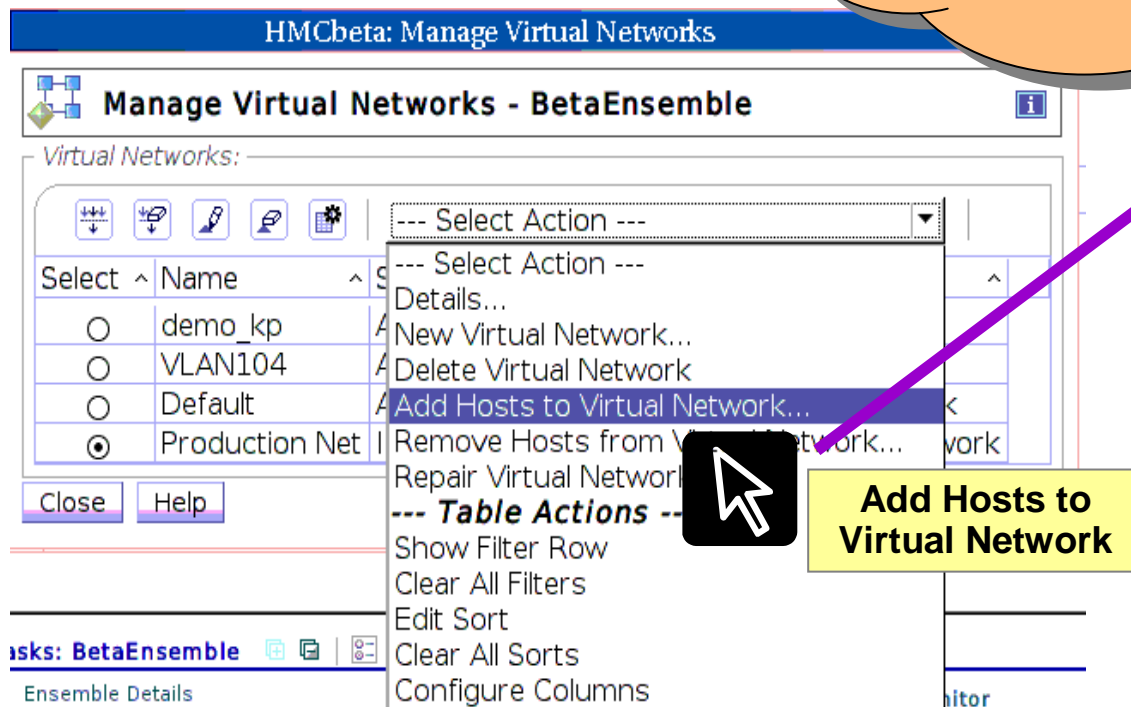 HMCbeta: Manage Virtual Networks
Manage Virtual Networks - BetaEnsemble
i
Virtual Networks:
--- Select Action ---
Select Name
--- Select Action ---
Details...
demo_kp
New Virtual Network...
VLAN104
Delete Virtual Network
Default
Add Hosts to Virtual Network...
Production Net
Remove Hosts from Network...
Repair Virtual
Close Help
--- Table Actions --
Add Hosts to
Virtual Network
Show Filter Row
Clear All Filters
Edit Sort
BetaEnsemble
Clear All Sorts
Ensemble Details
Configure Columns